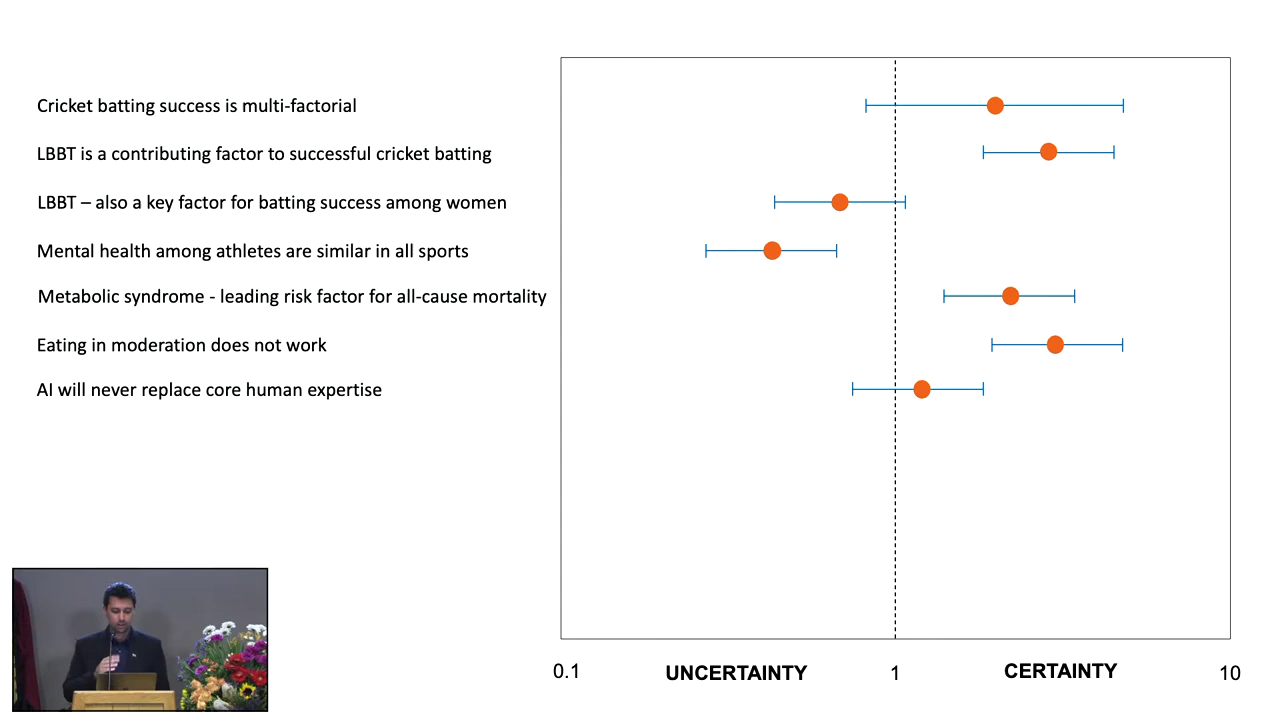 Cricket batting success is multi-factorial
LBBT is a contributing factor to successful cricket batting
LBBT – also a key factor for batting success among women
Mental health among athletes are similar in all sports
Metabolic syndrome - leading risk factor for all-cause mortality
Eating in moderation does not work
AI will never replace core human expertise
0.1 UNCERTAINTY 1 CERTAINTY 10